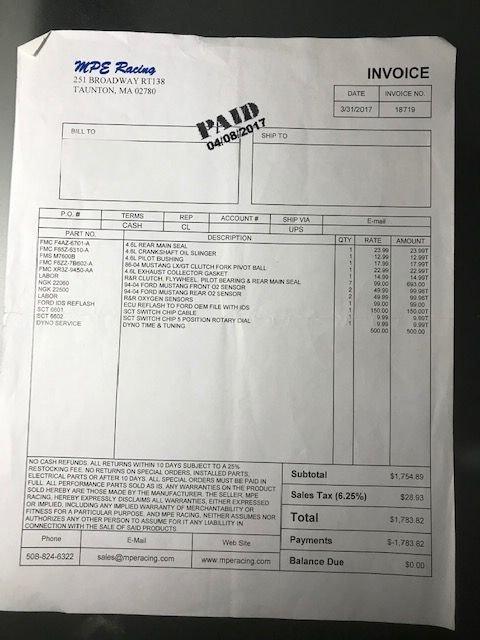 MPE Racing
251 BROADWAY RT138
TAUNTON, MA 02780
INVOICE
DATE INVOICE NO.
3/31/2017 18719
PAID
04/08/2017
BILL TO
SHIP TO
P.O. # TERMS REP ACCOUNT # SHIP VIA E-mail
CASH CL UPS
PART NO. DESCRIPTION QTY RATE AMOUNT
FMC F4AZ-6701-A 4.6L REAR MAIN SEAL 1 23.99 23.99T
FMC F65Z-6310-A 4.6L CRANKSHAFT OIL SLINGER 1 12.99 12.99T
FMS M7600B 4.6L PILOT BUSHING 1 17.99 17.99T
FMC F6ZZ-7B602-A 86-04 MUSTANG LX/GT CLUTCH FORK PIVOT BALL 1 22.99 22.99T
FMC XR3Z-9450-AA 4.6L EXHAUST COLLECTOR GASKET 1 14.99 14.99T
LABOR R&R CLUTCH, FLYWHEEL, PILOT BEARING & REAR MAIN SEAL 99.00 693.00
NGK 22060 94-04 FORD MUSTANG FRONT O2 SENSOR 2 49.99 99.98T
NGK 22500 94-04 FORD MUSTANG REAR O2 SENSOR 2 49.99 99.98T
LABOR R&R OXYGEN SENSORS 99.00 99.00
FORD IDS REFLASH ECU REFLASH TO FORD OEM FILE WITH IDS 1 150.00 150.00T
SCT 6601 SCT SWITCH CHIP CABLE 1 9.99 9.99T
SCT 6602 SCT SWITCH CHIP 5 POSITION ROTARY DIAL 1 9.99 9.99T
DYNO SERVICE DYNO TIME & TUNING 500.00 500.00
NO CASH REFUNDS. ALL RETURNS WITHIN 10 DAYS SUBJECT TO A 25%
RESTOCKING FEE. NO RETURNS ON SPECIAL ORDERS, INSTALLED PARTS,
ELECTRICAL PARTS OR AFTER 10 DAYS. ALL SPECIAL ORDERS MUST BE PAID IN
FULL. ALL PERFORMANCE PARTS SOLD AS IS. ANY WARRANTIES ON THE PRODUCT
SOLD HEREBY ARE THOSE MADE BY THE MANUFACTURER. THE SELLER, MPE
RACING, HEREBY EXPRESSLY DISCLAIMS ALL WARRANTIES, EITHER EXPRESSED
OR IMPLIED, INCLUDING ANY IMPLIED WARRANTY OF MERCHANTABILITY OR
FITNESS FOR A PARTICULAR PURPOSE, AND MPE RACING, NEITHER ASSUMES NOR
AUTHORIZES ANY OTHER PERSON TO ASSUME FOR IT ANY LIABILITY IN
CONNECTION WITH THE SALE OF SAID PRODUCTS.
Subtotal $1,754.89
Sales Tax (6.25%) $28.93
Total $1,783.82
Payments $-1,783.82
Balance Due $0.00
Phone E-Mail Web Site
508-824-6322 sales@mperacing.com www.mperacing.com